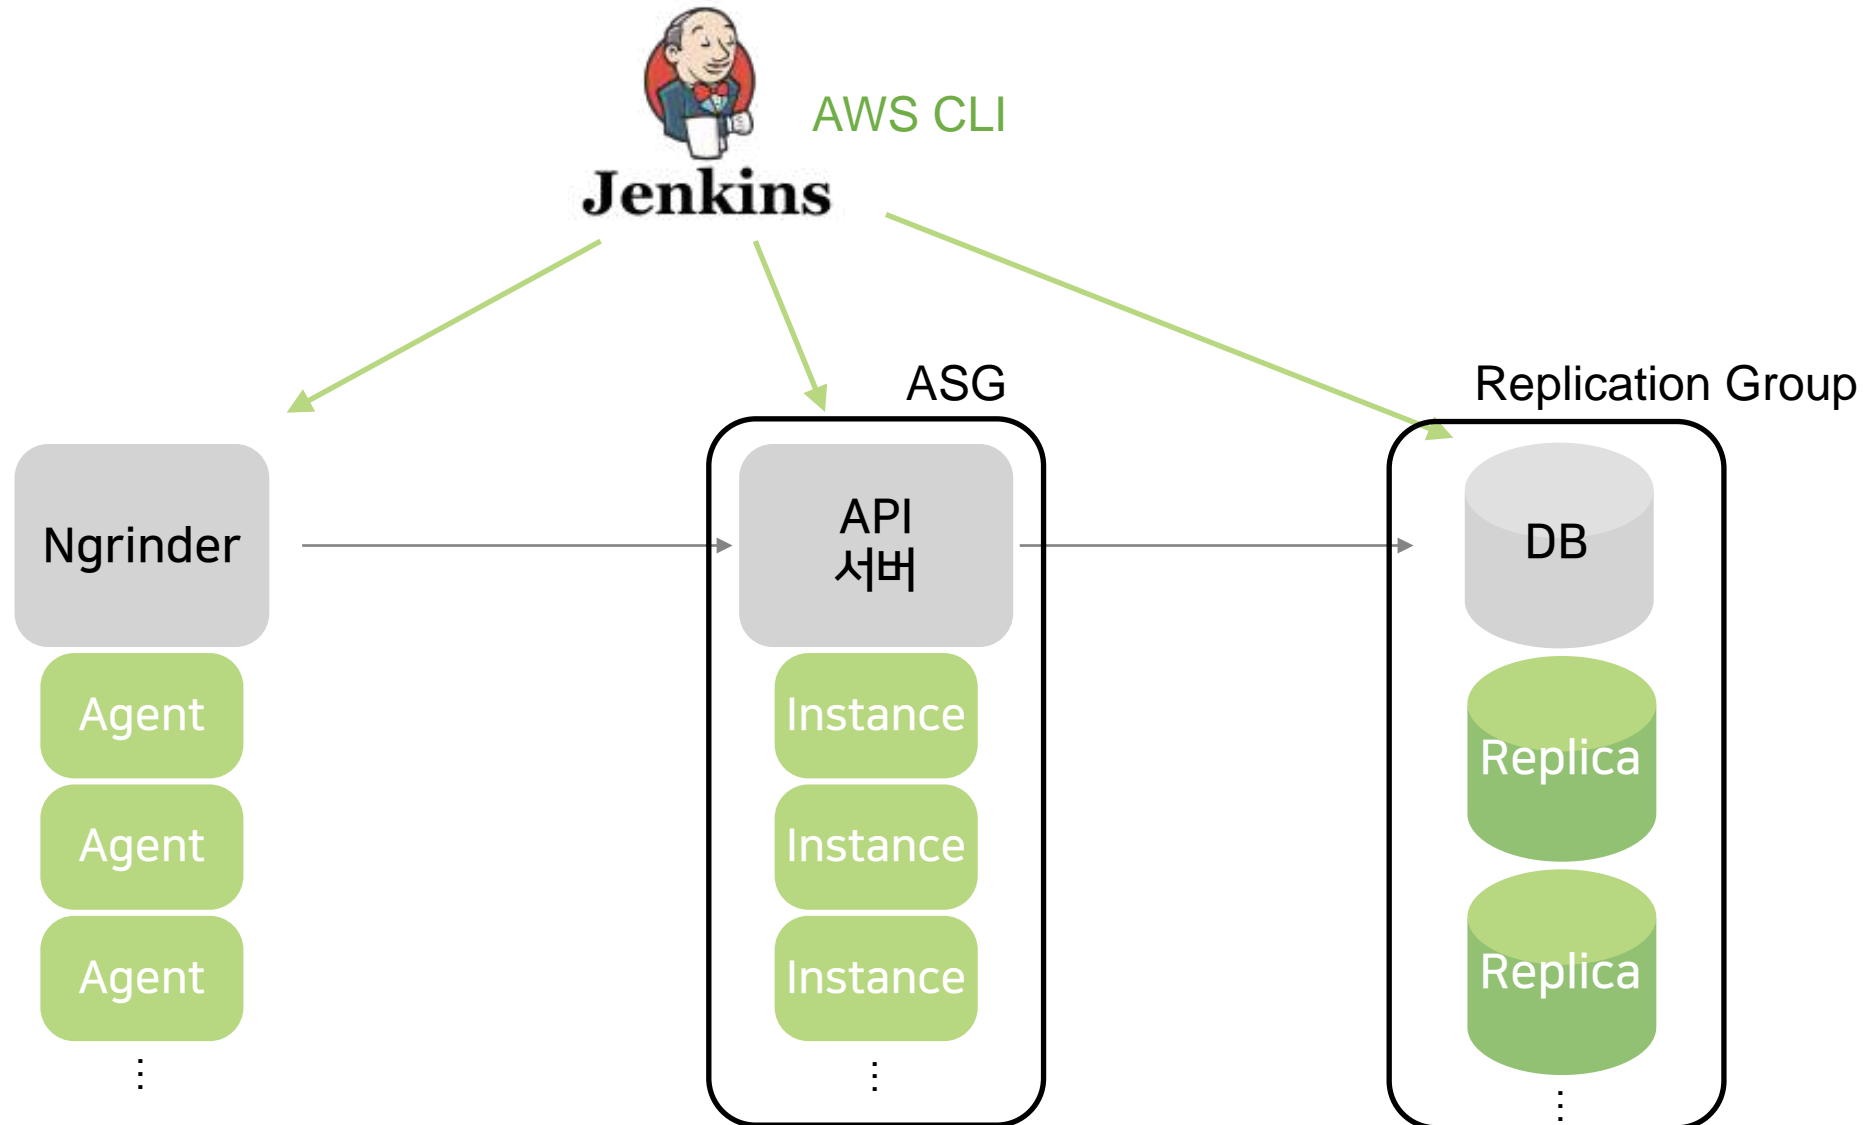 AWS CLI
Jenkins
ASG
Replication Group
Ngrinder
API
서버
DB
Agent
Instance
Replica
Agent
Instance
Agent
Instance
Replica